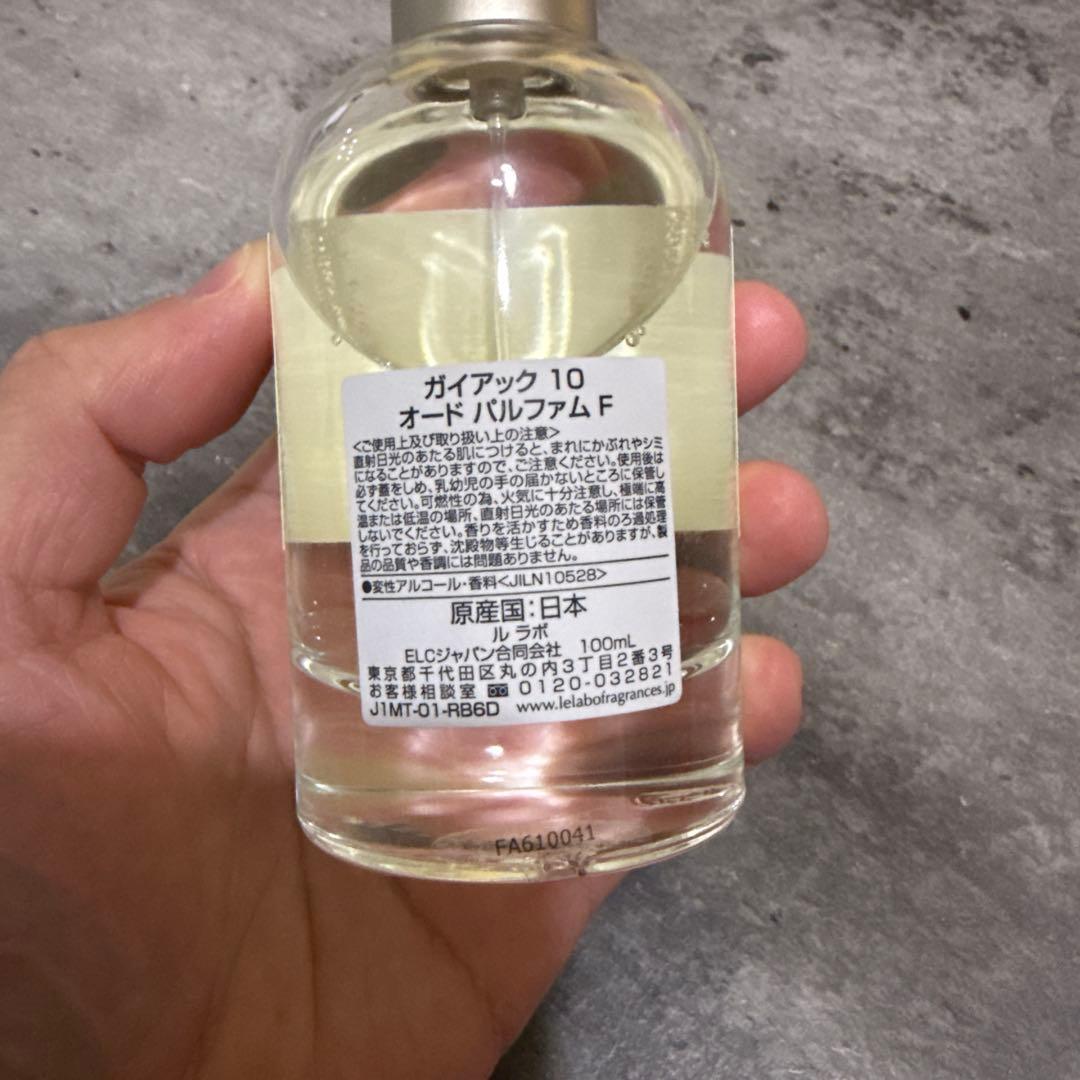 ガイアック 10
オード パルファム F
<ご使用上及び取り扱い上の注意>
直射日光のあたる肌につけると、まれにかぶれやシミ
になることがありますので、ご注意ください。使用後は
必ず蓋をしめ、乳幼児の手の届かないところに保管し
てください。可燃性の為、火気に十分注意し、極端に高
温または低温の場所、直射日光のあたる場所には保管
しないでください。香りを活かすため香料のろ過処理
を行っておらず、沈殿物等生じることがありますが、製
品の品質や香調には問題ありません。
●変性アルコール・香料<JILN10528>
原産国:日本
ル ラボ
ELCジャパン合同会社 100mL
東京都千代田区丸の内3丁目2番3号
お客様相談室 0120-032821
J1MT-01-RB6D www.lelabofragrances.jp
FA610041